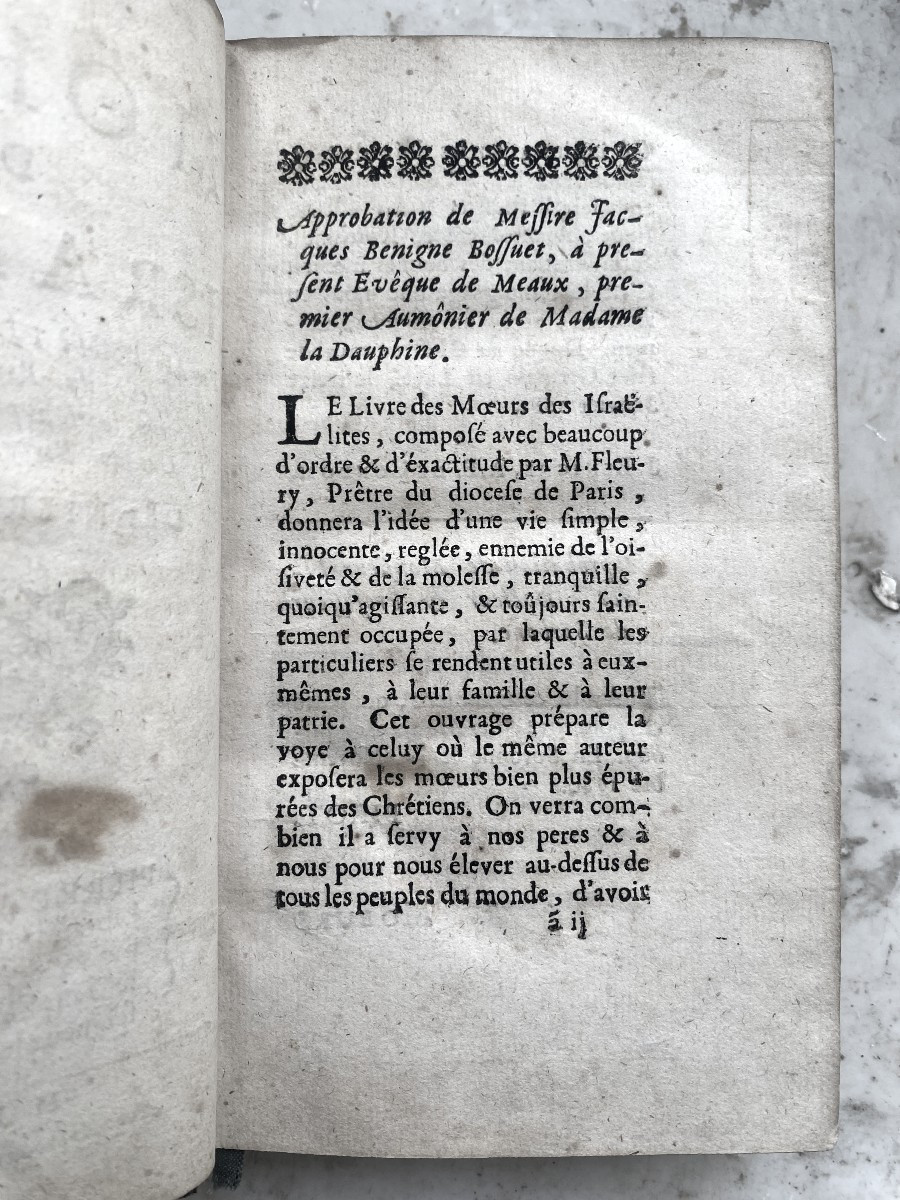 Approbation de Meſſire Jac-
ques Benigne Boſſuet, à pre-
ſent Evêque de Meaux, pre-
mier Aumônier de Madame
la Dauphine.
LE Livre des Mœurs des Iſraë-
lites, compoſé avec beaucoup
d'ordre & d'éxactitude par M. Fleu-
ry, Prêtre du dioceſe de Paris,
donnera l'idée d'une vie ſimple,
innocente, reglée, ennemie de l'oi-
ſiveté & de la moleſſe, tranquille,
quoiqu'agiſſante, & toûjours ſain-
tement occupée, par laquelle les
particuliers ſe rendent utiles à eux-
mêmes, à leur famille & à leur
patrie. Cet ouvrage prépare la
voye à celuy où le même auteur
expoſera les mœurs bien plus épu-
rées des Chrétiens. On verra com-
bien il a ſervy à nos peres & à
nous pour nous élever au-deſſus de
tous les peuples du monde, d'avoir
ã ij